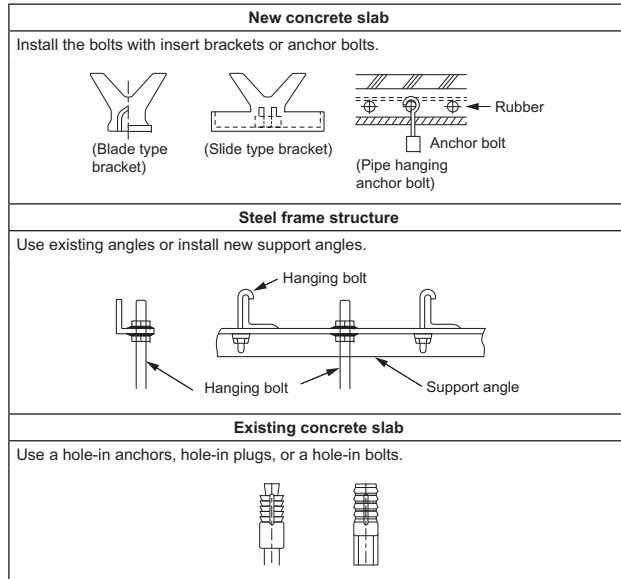 New concrete slab
Install the bolts with insert brackets or anchor bolts.
Rubber
Anchor bolt
(Blade type
bracket)
(Slide type bracket)
(Pipe hanging
anchor bolt)
Steel frame structure
Use existing angles or install new support angles.
Hanging bolt
Hanging bolt
Support angle
Existing concrete slab
Use a hole-in anchors, hole-in plugs, or a hole-in bolts.